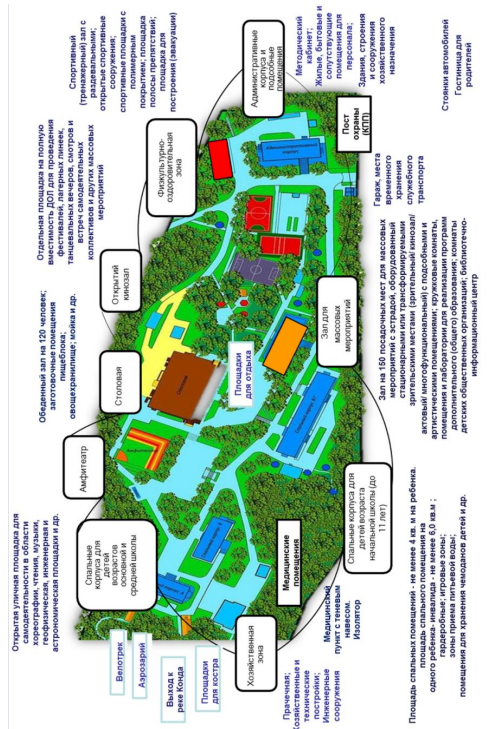 Открытая уличная площадка для
самодеятельности в области
хореографии, чтения, музыки,
геофизическая, инженерная и
астрономическая площадки и др.
Обеденный зал на 120 человек;
заготовочные помещения
пищеблока;
овощехранилище; мойка и др.
Отдельная площадка на полную
вместимость ДОЛ для проведения
фестивалей, лагерных линеек,
танцевальных вечеров, смотров и
встреч самодеятельных
коллективов и других массовых
мероприятий
Спортивный
(тренажерный) зал с
раздевальными;
открытые спортивные
сооружения;
спортивные площадки с
полимерным
покрытием; площадка
полосы препятствий;
площадка для
построения (эвакуации)
Амфитеатр
Столовая
Открытий
кинозал
Физкультурно-
оздоровительная
зона
Административные
корпуса и
подсобные
помещения
Методический
кабинет;
Жилые, бытовые и
сопутствующие
помещения для
персонала;
Здания, строения
и сооружения
хозяйственного
назначения
Стоянки автомобилей
Гостиница для
родителей
Пост
охраны
(КПП)
Гараж, места
временного
хранения
служебного
транспорта
Спальные
корпуса для
детей
возрастов
основной и
средней школы
Площадки
для отдыха
Зал для
массовых
мероприятий
Велотрек
Аэрозарий
Выход к
реке Конда
Площадки
для костра
Хозяйственная
зона
Медицинские
помещения
Спальные корпуса для
детей возраста
начальной школы (до
11 лет)
Прачечная;
Хозяйственные и
технические
постройки;
Инженерные
сооружения
Медицинский
пункт с теневым
навесом.
Изолятор
Площадь спальных помещений - не менее 4 кв. м на ребенка.
площадь спального помещения на
одного ребенка- инвалида - не менее 6,0 кв.м ;
гардеробные; игровые зоны;
зоны приема питьевой воды;
помещения для хранения чемоданов детей и др.
Зал на 150 посадочных мест для массовых
мероприятий с эстрадой, оборудованный
стационарными или трансформируемыми
зрительскими местами (зрительный/ кинозал/
актовый/ многофункциональный) с подсобными и
артистическими помещениями; кружковые комнаты,
помещения и лаборатории для реализации программ
дополнительного (общего) образования; комнаты
детских общественных организаций; библиотечно-
информационный центр